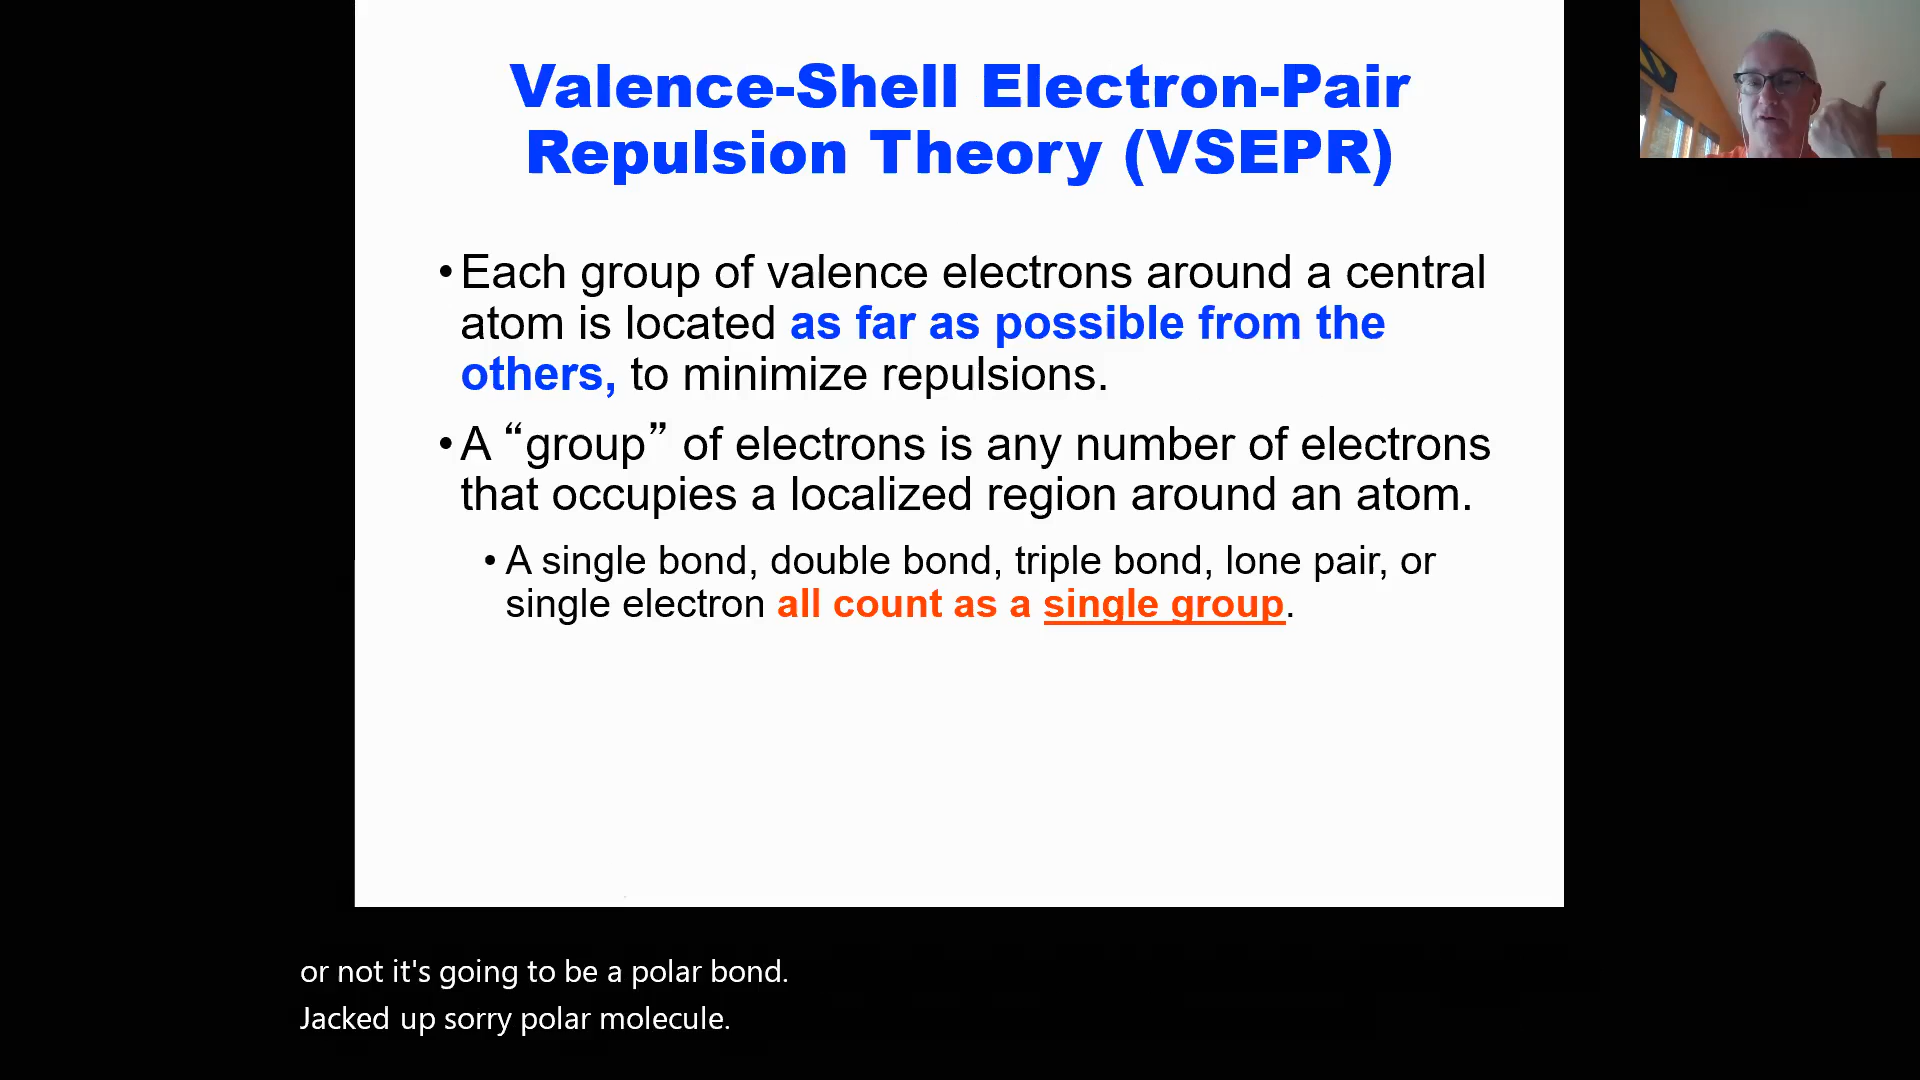 Valence-Shell Electron-Pair
Repulsion Theory (VSEPR)
•Each group of valence electrons around a central
atom is located as far as possible from the
others, to minimize repulsions.
•A “group” of electrons is any number of electrons
that occupies a localized region around an atom.
•A single bond, double bond, triple bond, lone pair, or
single electron all count as a single group.
or not it's going to be a polar bond.
Jacked up sorry polar molecule.